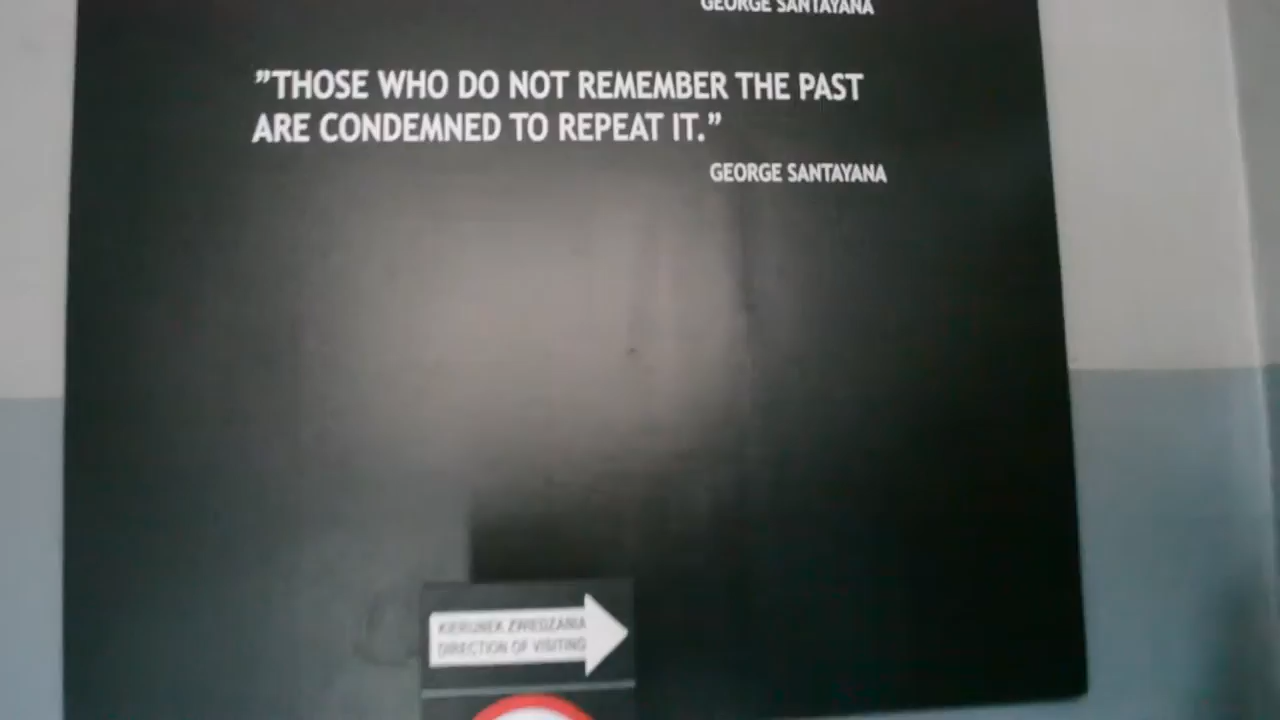 GEORGE SANTAYANA
”THOSE WHO DO NOT REMEMBER THE PAST
ARE CONDEMNED TO REPEAT IT.”
GEORGE SANTAYANA
KIERUNEK ZWIEDZANIA
DIRECTION OF VISITING